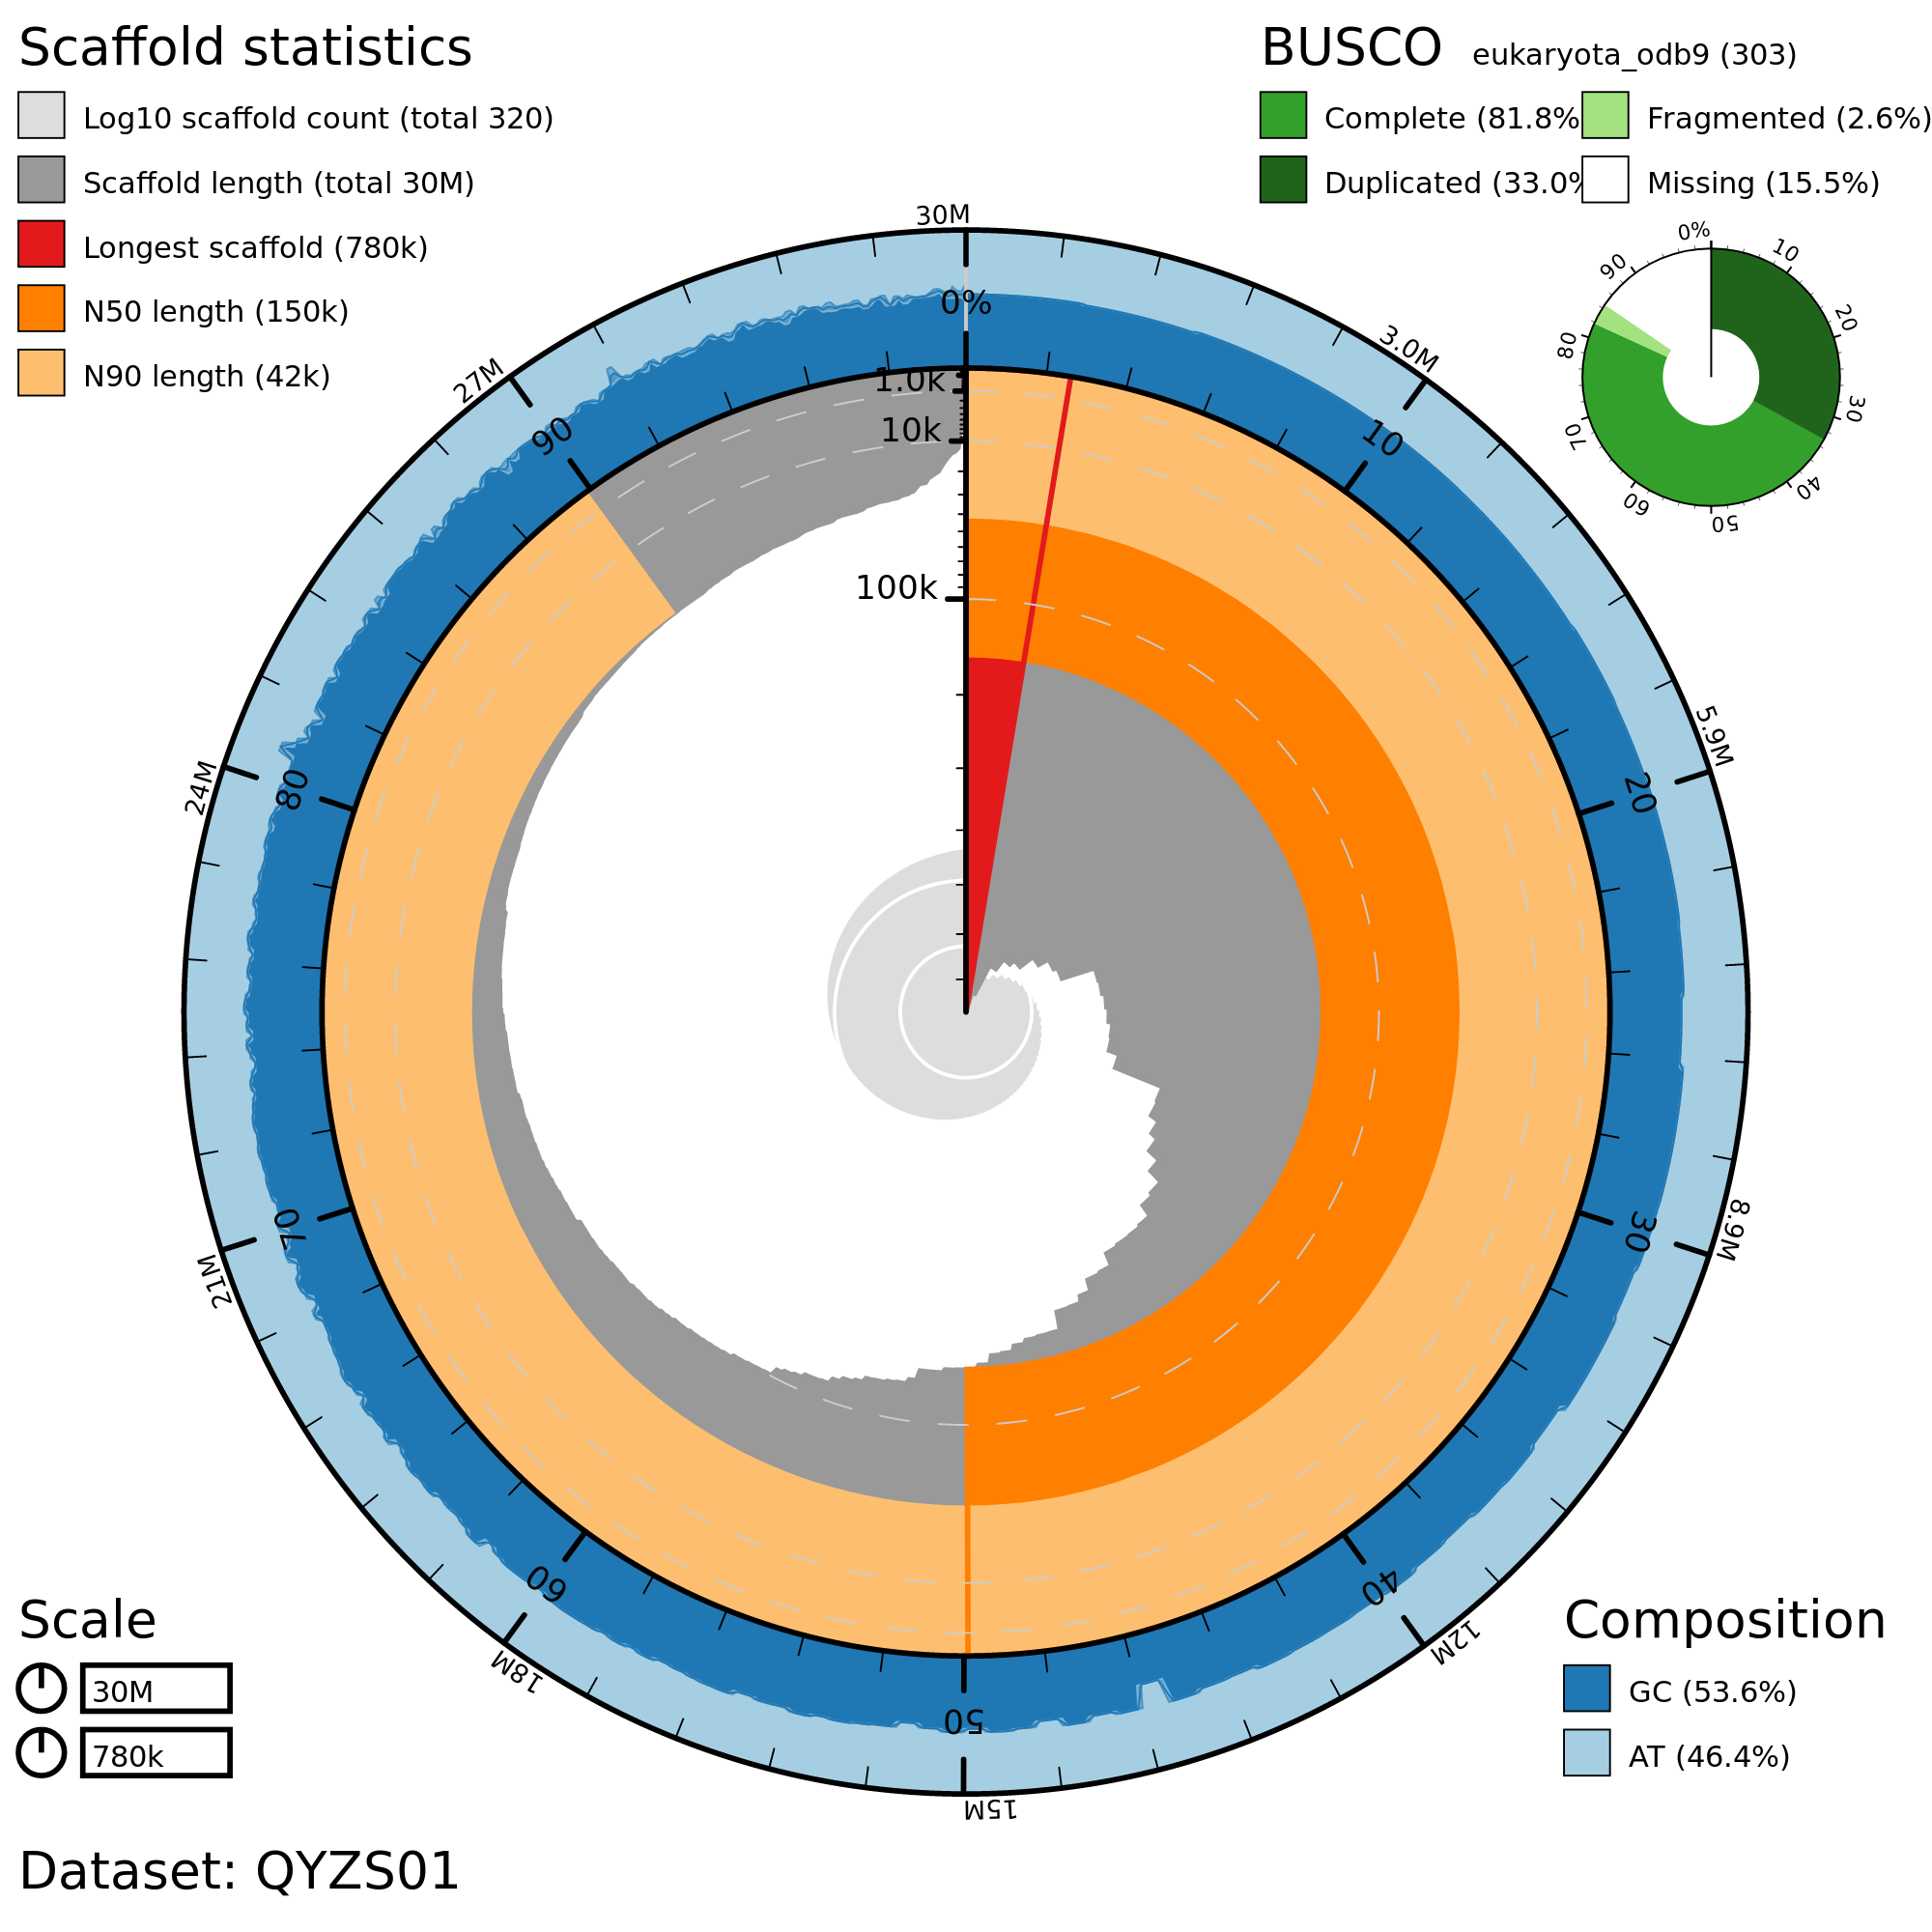 Scaffold statistics
Log10 scaffold count (total 320)
Scaffold length (total 30M)
Longest scaffold (780k)
N50 length (150k)
N90 length (42k)
BUSCO eukaryota_odb9 (303)
Complete (81.8%
Fragmented (2.6%)
Duplicated (33.0%
Missing (15.5%)
0%
10
20
30
40
50
60
70
80
90
30M
3.0M
5.9M
8.9M
12M
15M
18M
21M
24M
27M
0%
10
20
30
40
50
60
70
80
90
1.0k
10k
100k
Scale
30M
780k
Composition
GC (53.6%)
AT (46.4%)
Dataset: QYZS01